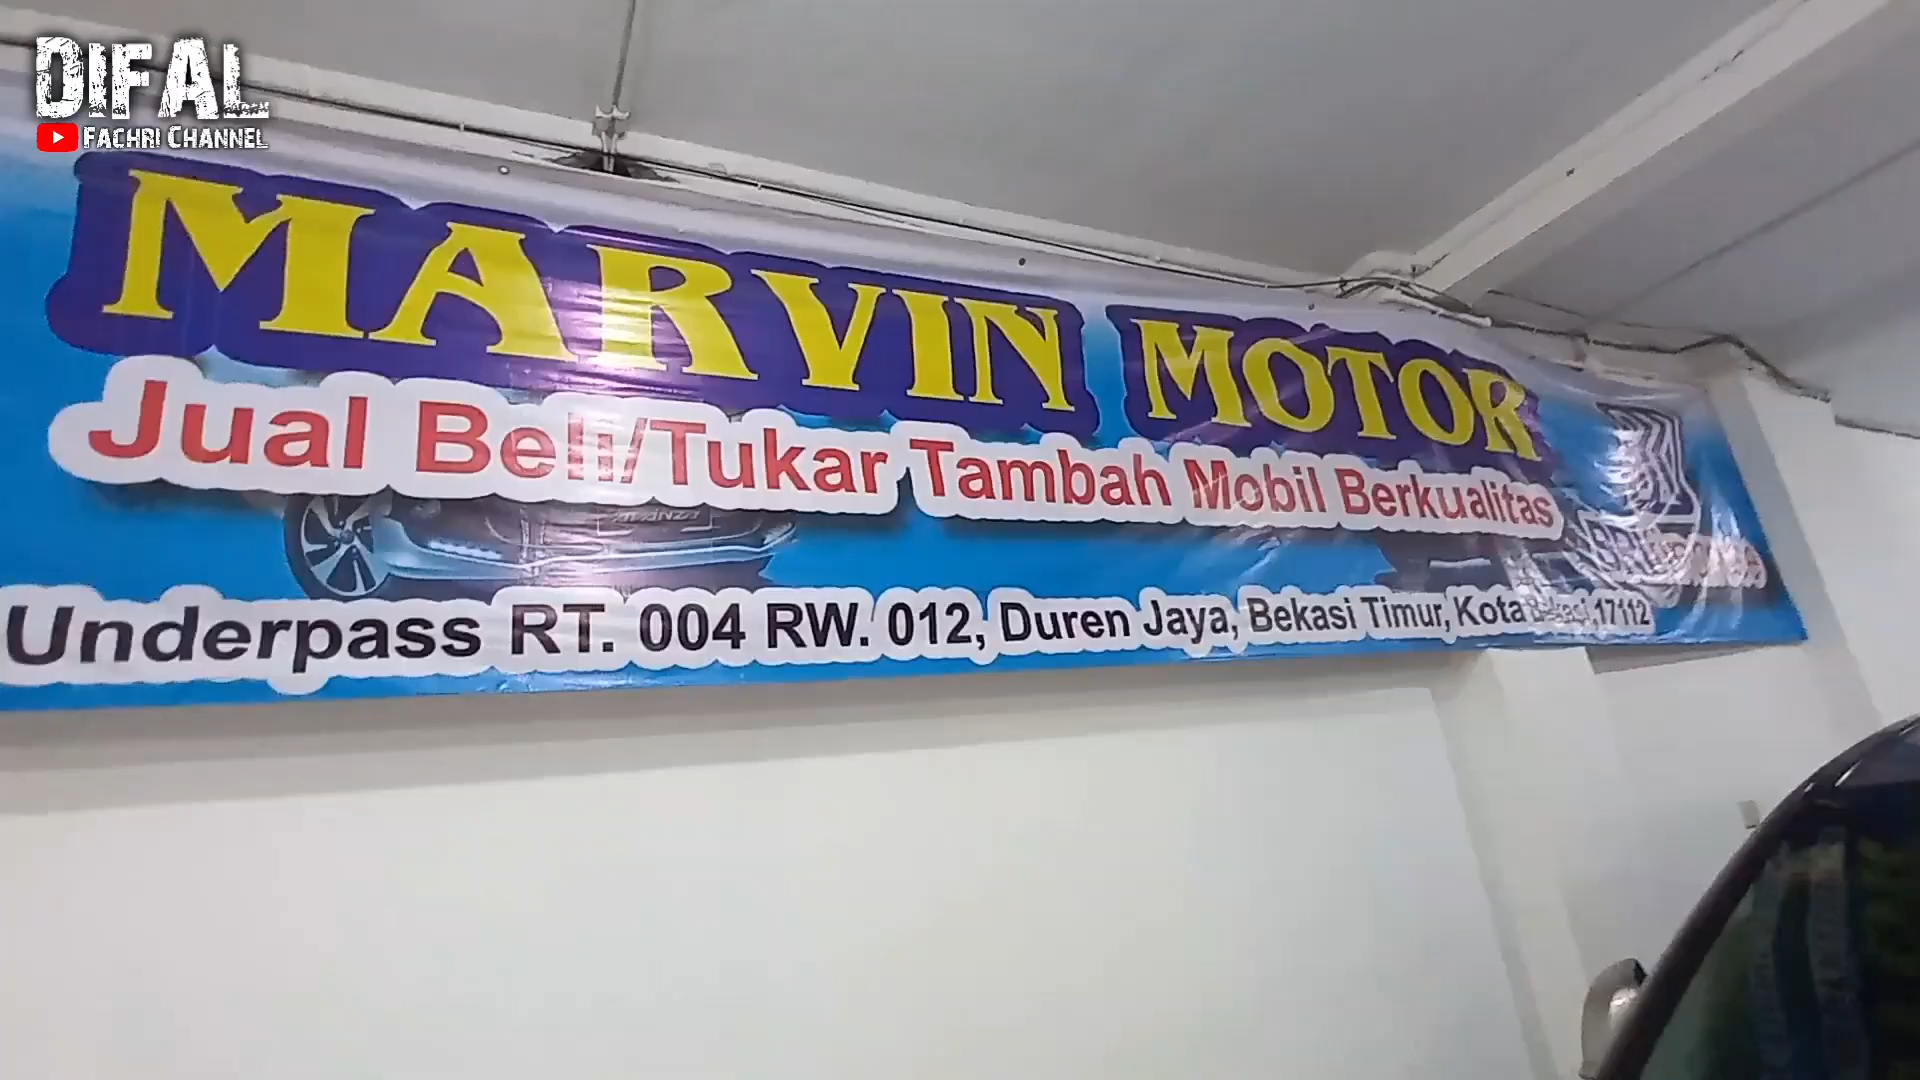 DIFAL
FACHRI CHANNEL
MARVIN MOTOR
Jual Beli/Tukar Tambah Mobil Berkualitas
Underpass RT. 004 RW. 012, Duren Jaya, Bekasi Timur, Kota Bekasi, 17112